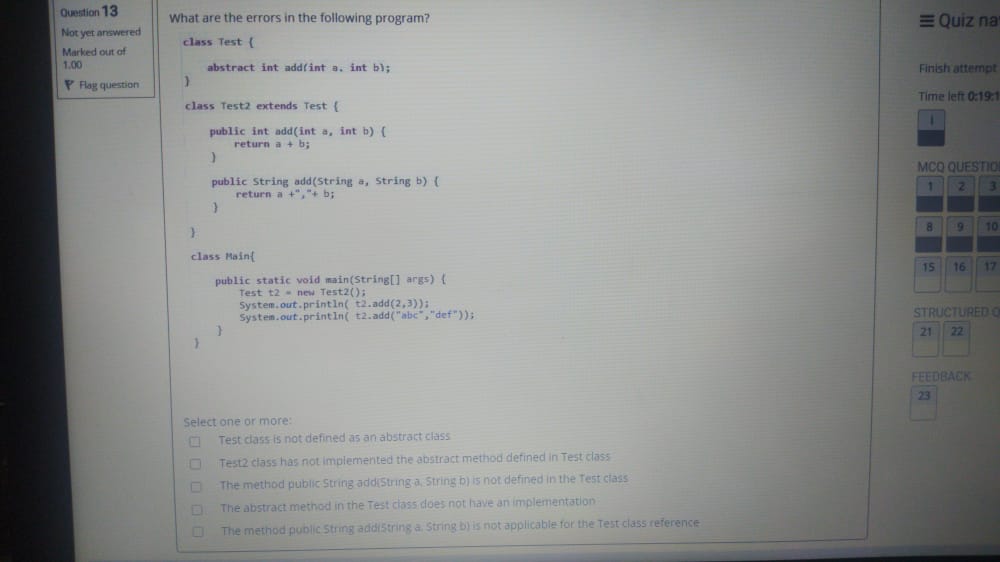 Question 13
Not yet answered
Marked out of
1.00
Flag question
What are the errors in the following program?
class Test {
abstract int add(int a, int b);
}
class Test2 extends Test {
public int add(int a, int b) {
return a + b;
}
public String add(String a, String b) {
return a +","+ b;
}
}
class Main{
public static void main(String[] args) {
Test t2 = new Test2();
System.out.println( t2.add(2,3));
System.out.println( t2.add("abc","def"));
}
}
Select one or more:
Test class is not defined as an abstract class
Test2 class has not implemented the abstract method defined in Test class
The method public String add(String a, String b) is not defined in the Test class
The abstract method in the Test class does not have an implementation
The method public String add(String a, String b) is not applicable for the Test class reference
Quiz na
Finish attempt
Time left 0:19:1
i
MCQ QUESTIO
1 2 3
8 9 10
15 16 17
STRUCTURED Q
21 22
FEEDBACK
23